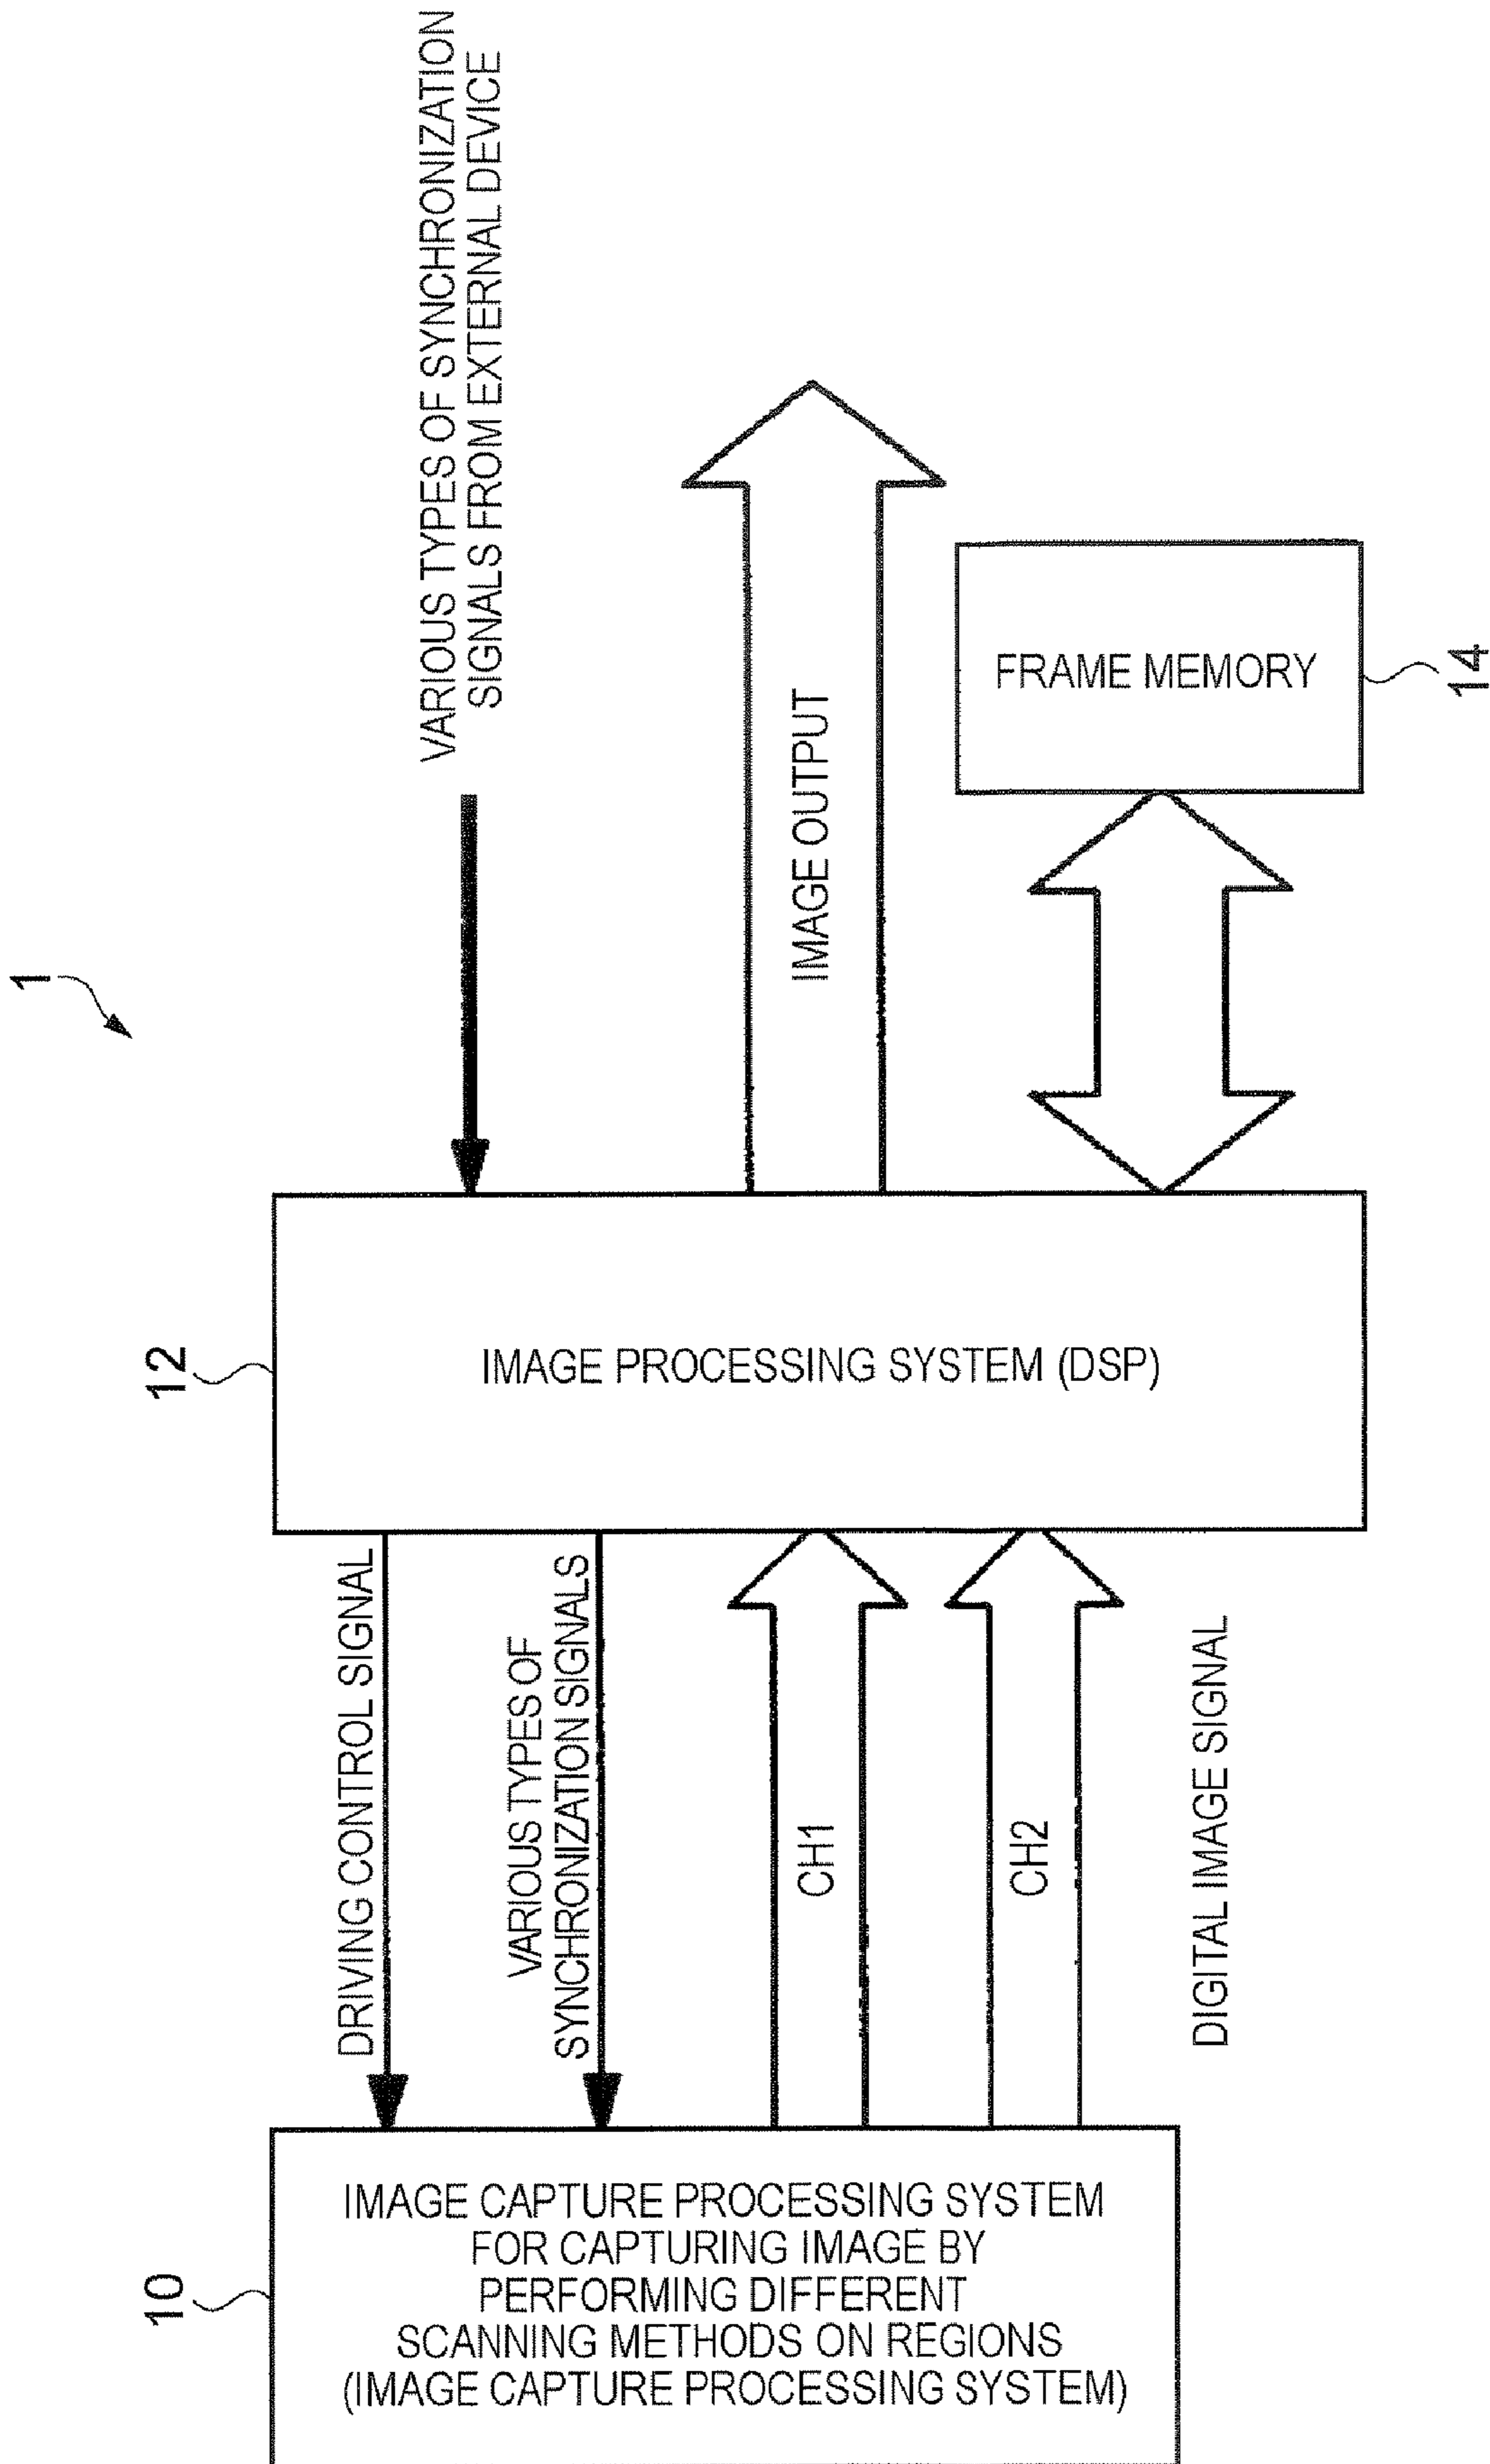 1
VARIOUS TYPES OF SYNCHRONIZATION
SIGNALS FROM EXTERNAL DEVICE
IMAGE OUTPUT
FRAME MEMORY
14
12
IMAGE PROCESSING SYSTEM (DSP)
DRIVING CONTROL SIGNAL
VARIOUS TYPES OF
SYNCHRONIZATION SIGNALS
CH1
CH2
DIGITAL IMAGE SIGNAL
10
IMAGE CAPTURE PROCESSING SYSTEM
FOR CAPTURING IMAGE BY
PERFORMING DIFFERENT
SCANNING METHODS ON REGIONS
(IMAGE CAPTURE PROCESSING SYSTEM)